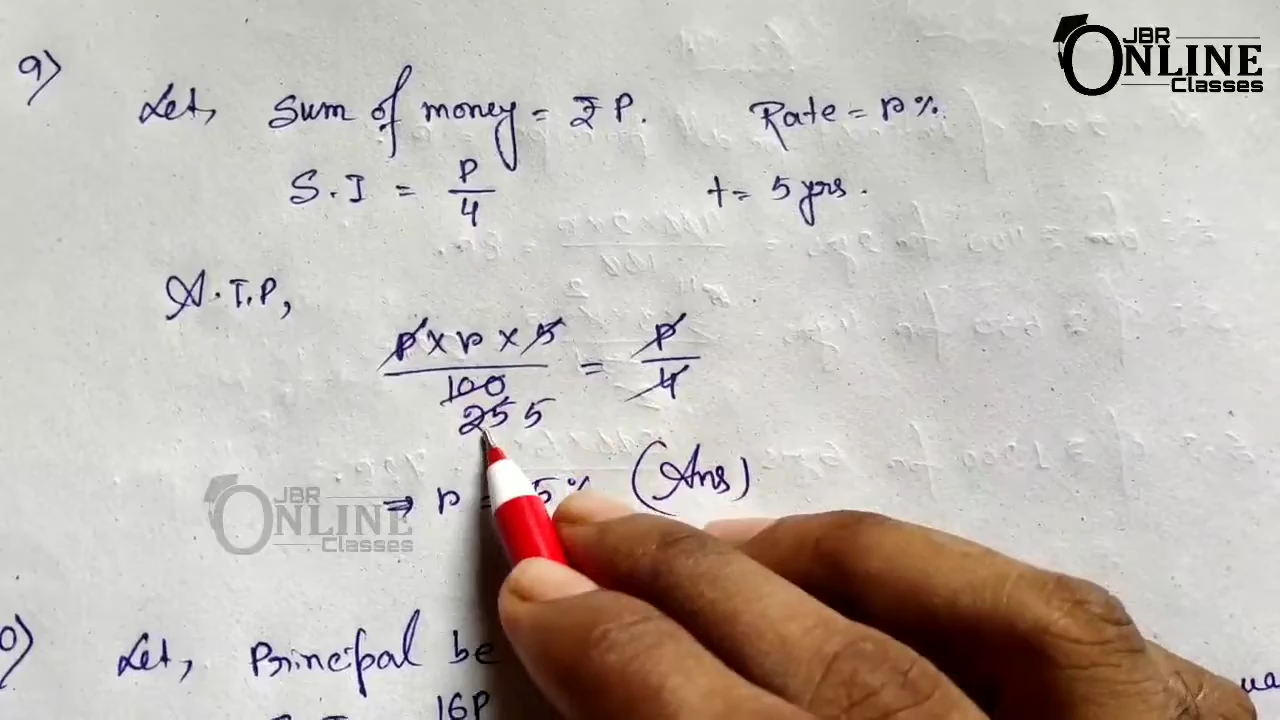 JBR
ONLINE
Classes
9)
Let, Sum of money = ₹ P. Rate = r%
S.I = P/4 t = 5 yrs.
A.T.P,
P × r × 5 / 100 = P / 4
25 5
⇒ r = 5% (Ans)
JBR
ONLINE
Classes
0) Let, Principal be
16P